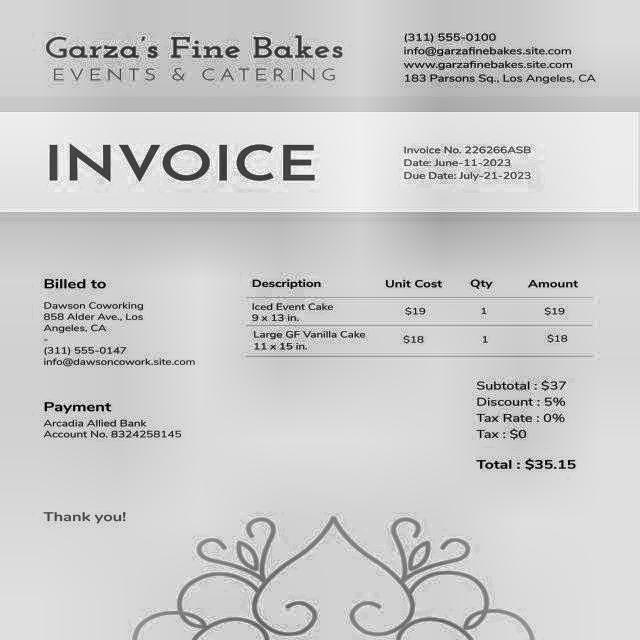 Garza's Fine Bakes
EVENTS & CATERING
(311) 555-0100
info@garzafinebakes.site.com
www.garzafinebakes.site.com
183 Parsons Sq., Los Angeles, CA
INVOICE
Invoice No. 226266ASB
Date: June-11-2023
Due Date: July-21-2023
Billed to
Dawson Coworking
858 Alder Ave., Los
Angeles, CA
-
(311) 555-0147
info@dawsoncowork.site.com
Payment
Arcadia Allied Bank
Account No. 8324258145
Description Unit Cost Qty Amount
Iced Event Cake
9 x 13 in. $19 1 $19
Large GF Vanilla Cake
11 x 15 in. $18 1 $18
Subtotal : $37
Discount : 5%
Tax Rate : 0%
Tax : $0
Total : $35.15
Thank you!